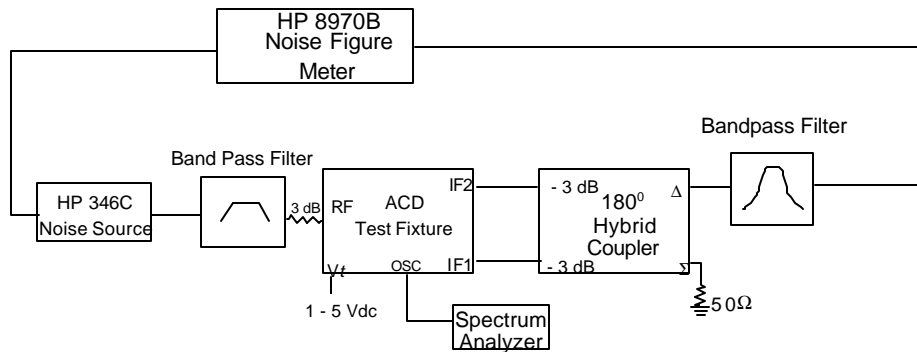 HP 8970B
Noise Figure
Meter
Bandpass Filter
Band Pass Filter
HP 346C
Noise Source
3 dB
RF
ACD
Test Fixture
IF2
IF1
Vt
OSC
1 - 5 Vdc
Spectrum
Analyzer
- 3 dB
- 3 dB
180⁰
Hybrid
Coupler
Δ
Σ
50Ω